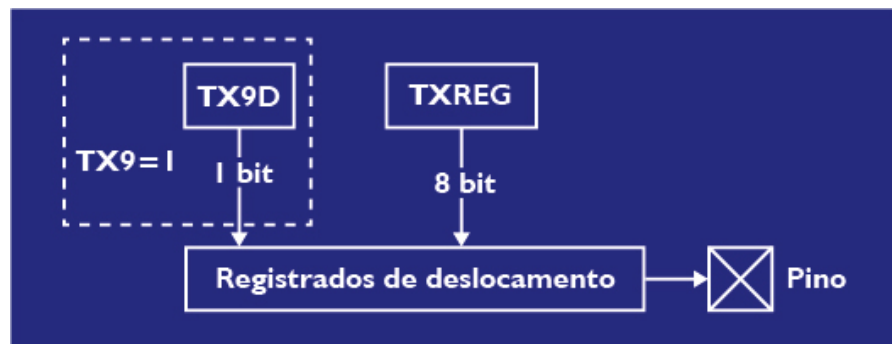 TX9D
TXREG
TX9=1
1 bit
8 bit
Registrados de deslocamento
Pino